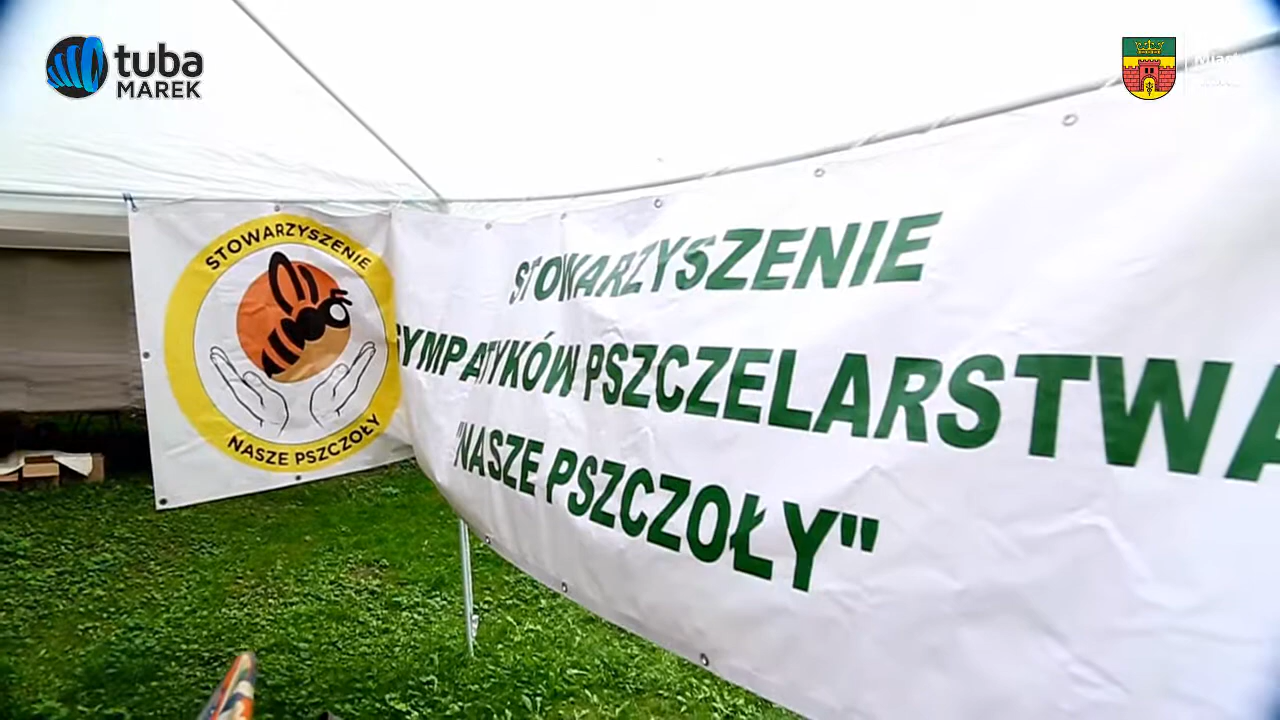 tuba
MAREK
STOWARZYSZENIE
NASZE PSZCZOŁY
STOWARZYSZENIE
SYMPATYKÓW PSZCZELARSTWA
"NASZE PSZCZOŁY"